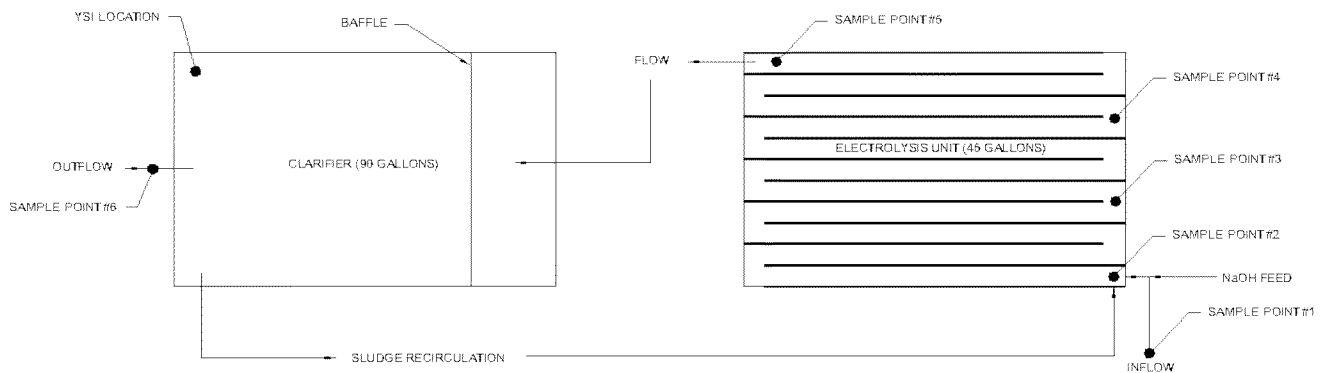 YSI LOCATION
BAFFLE
SAMPLE POINT #5
FLOW
SAMPLE POINT #4
OUTFLOW
CLARIFIER (90 GALLONS)
ELECTROLYSIS UNIT (45 GALLONS)
SAMPLE POINT #3
SAMPLE POINT #6
SAMPLE POINT #2
NaOH FEED
SAMPLE POINT #1
SLUDGE RECIRCULATION
INFLOW